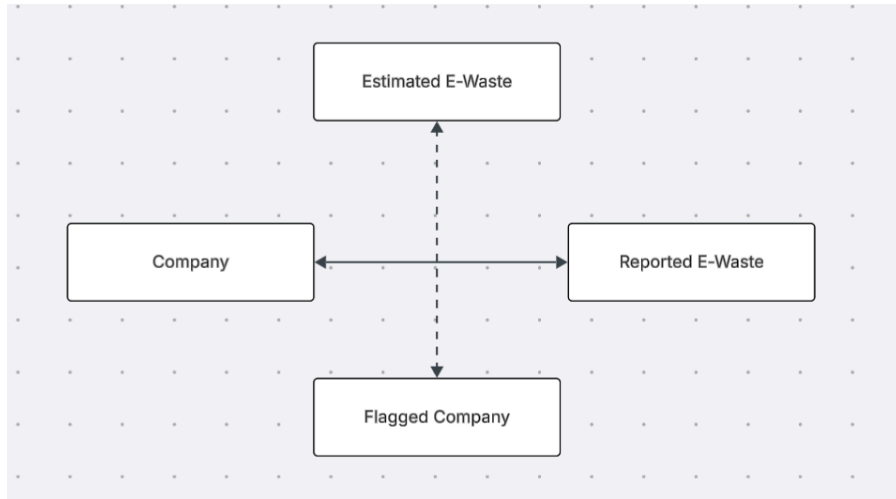 Estimated E-Waste
Company
Reported E-Waste
Flagged Company